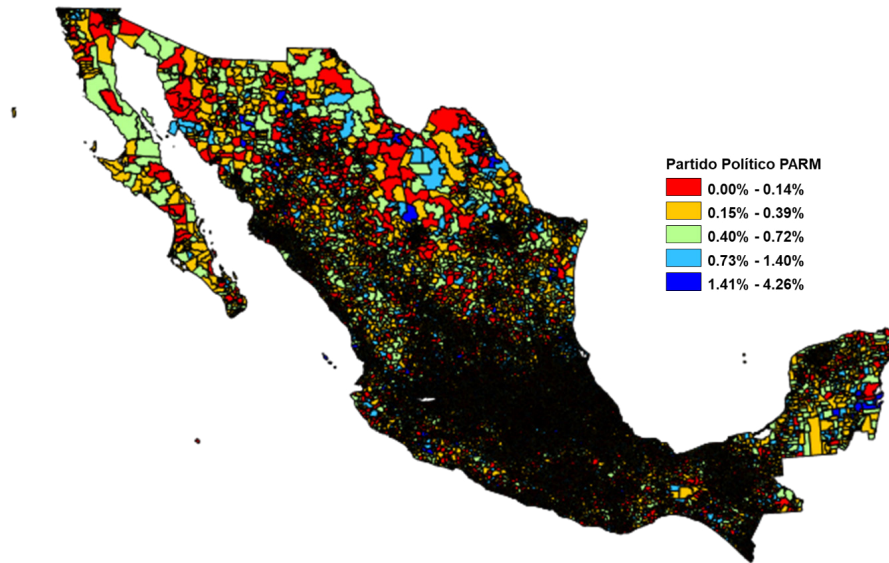 Partido Político PARM
0.00% - 0.14%
0.15% - 0.39%
0.40% - 0.72%
0.73% - 1.40%
1.41% - 4.26%